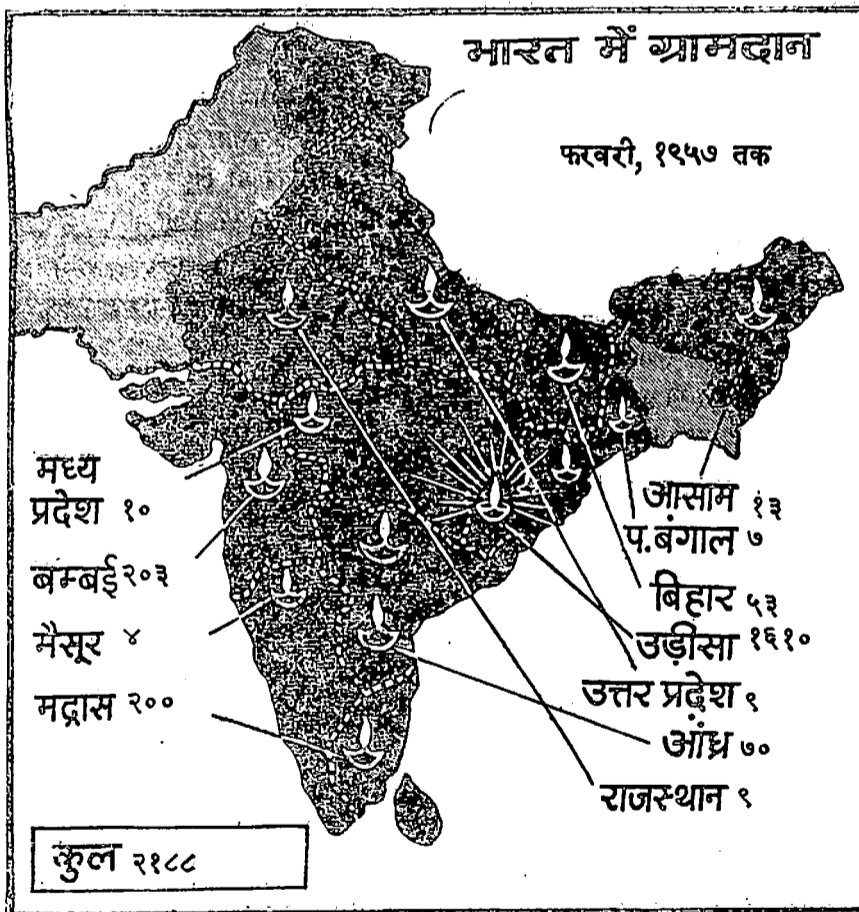 भारत में ग्रामदान
फरवरी, १९५७ तक
मध्य
प्रदेश १०
बम्बई २०३
मैसूर ४
मद्रास २००
आसाम १३
प.बंगाल ७
बिहार ५३
उड़ीसा १६१०
उत्तर प्रदेश ९
आंध्र ७०
राजस्थान ९
कुल २१८८